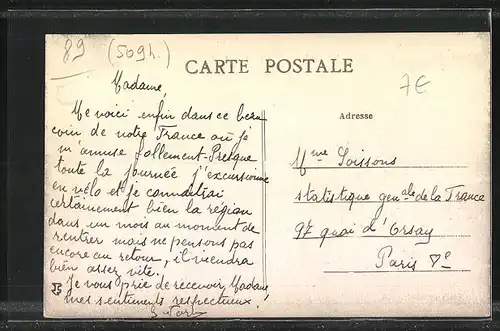 89 (509h.)
CARTE POSTALE
7€
Adresse
Madame,
Me voici enfin dans ce beau
coin de notre France où je
m'amuse follement-Presque
toute la journée j'excursionne
en vélo et je connaîtrai
certainement bien la région
dans un mois au moment de
rentrer mais ne pensons pas
encore au retour, il viendra
bien assez vite.
Je vous prie de recevoir, Madame
mes sentiments respectueux!
Mme Soissons
statistique génale de la France
97 quai d'Orsay
Paris 7e